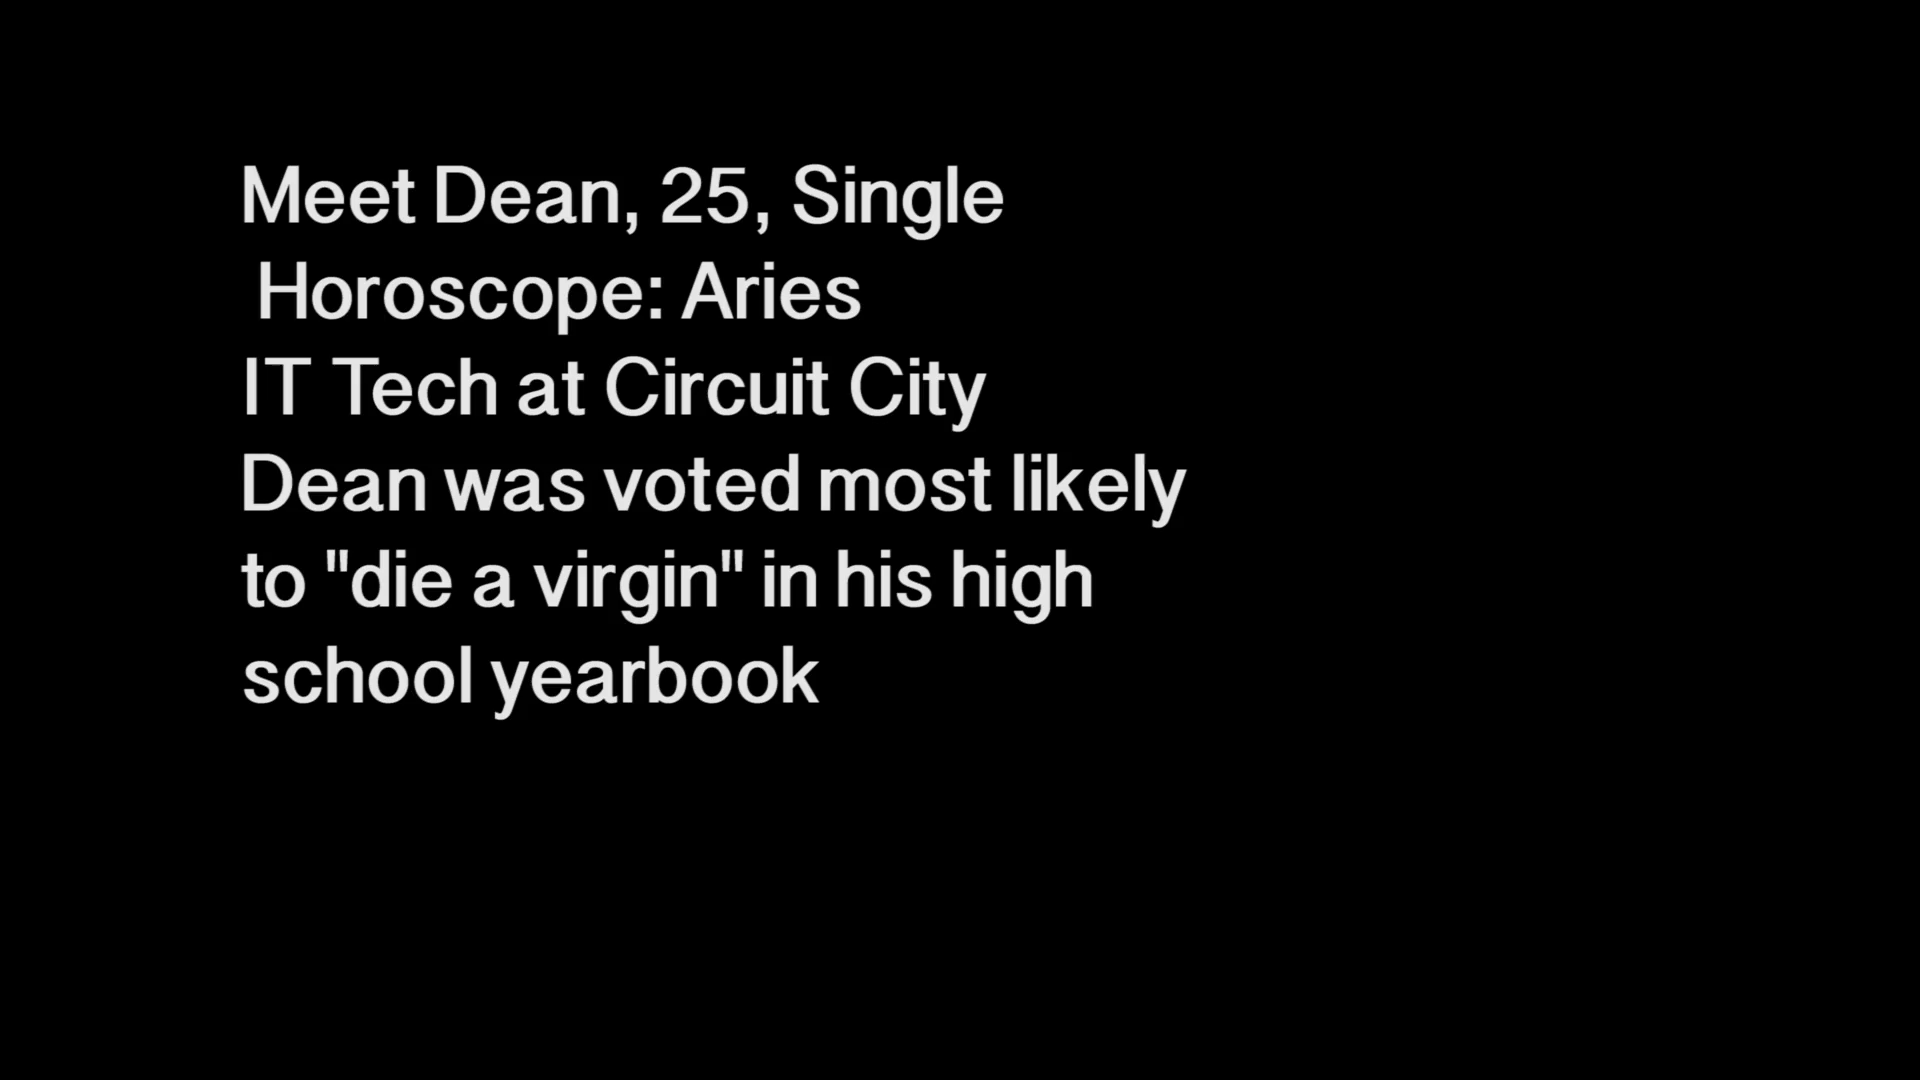 Meet Dean, 25, Single
Horoscope: Aries
IT Tech at Circuit City
Dean was voted most likely
to "die a virgin" in his high
school yearbook